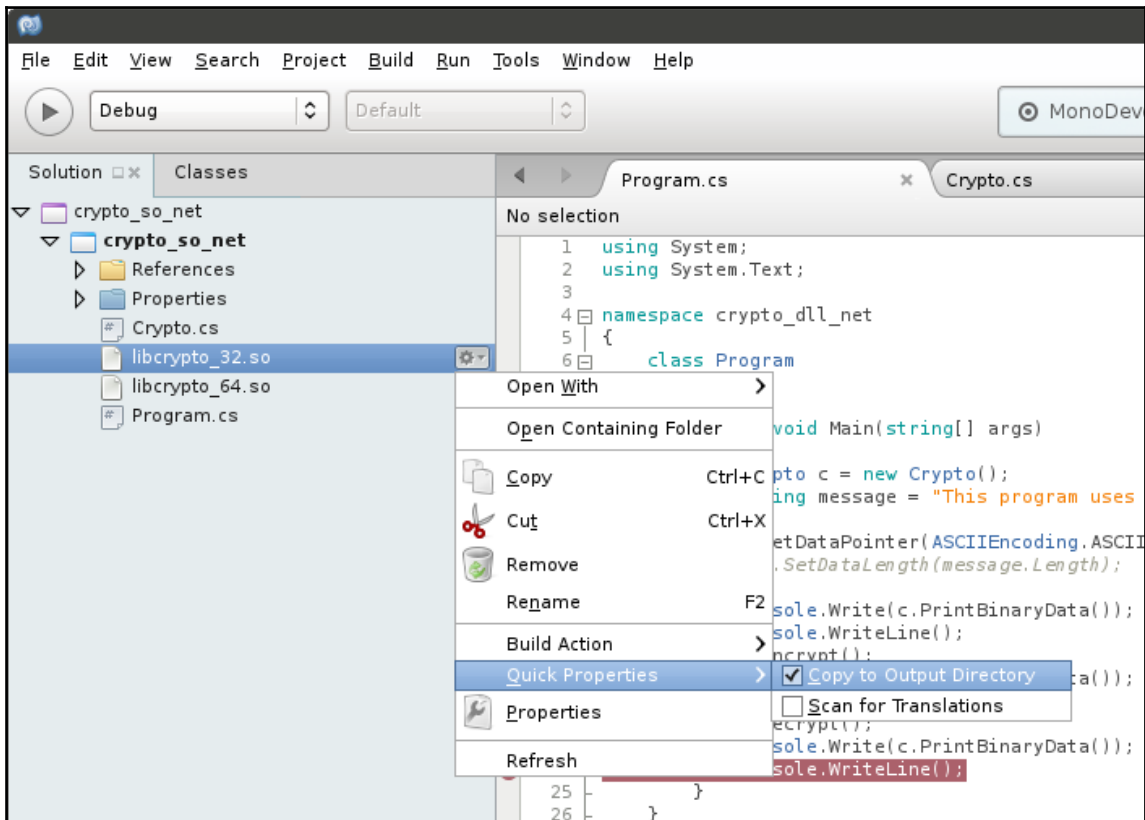 File Edit View Search Project Build Run Tools Window Help
Debug Default MonoDev
Solution Classes
crypto_so_net
crypto_so_net
References
Properties
Crypto.cs
libcrypto_32.so
libcrypto_64.so
Program.cs
Program.cs Crypto.cs
No selection
1 using System;
2 using System.Text;
3
4 namespace crypto_dll_net
5 {
6 class Program
void Main(string[] args)
pto c = new Crypto();
ing message = "This program uses
etDataPointer(ASCIIEncoding.ASCII
.SetDataLength(message.Length);
sole.Write(c.PrintBinaryData());
sole.WriteLine();
ncrypt();
ta());
ecrypt();
sole.Write(c.PrintBinaryData());
sole.WriteLine();
25 }
26 }
Open With
Open Containing Folder
Copy Ctrl+C
Cut Ctrl+X
Remove
Rename F2
Build Action
Quick Properties
Properties
Refresh
Copy to Output Directory
Scan for Translations